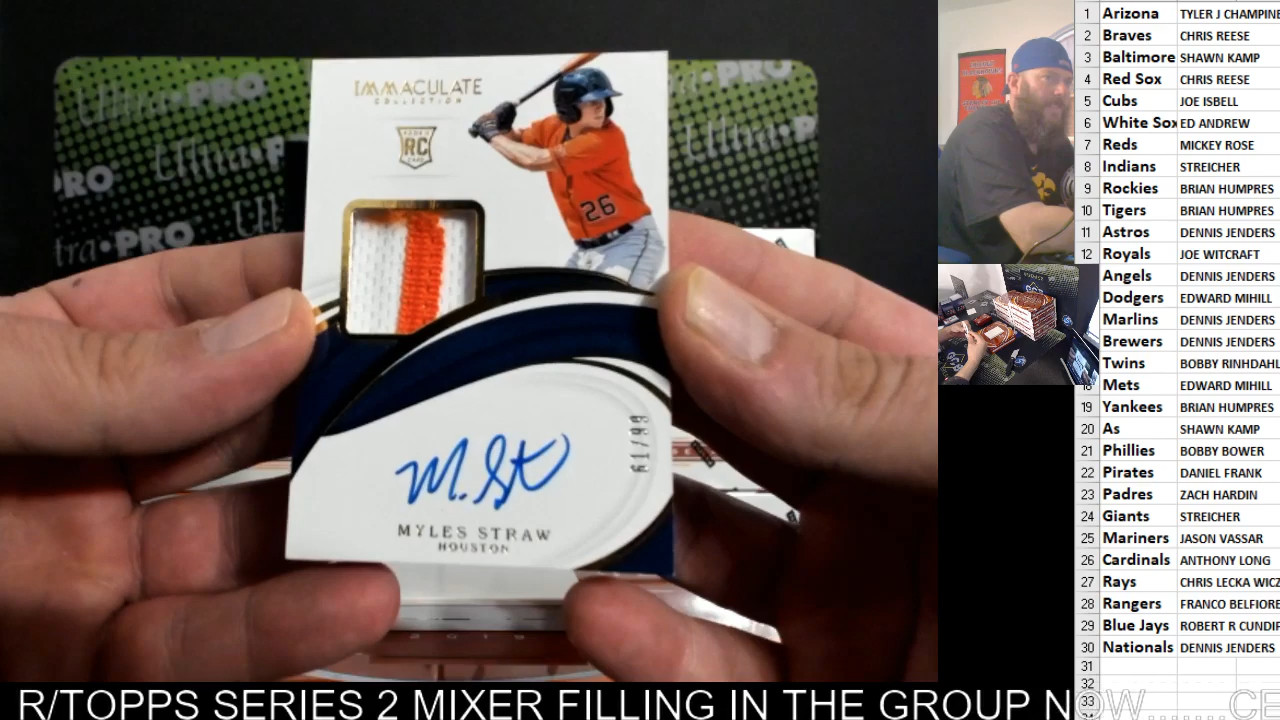 IMMACULATE
COLLECTION
ROOKIE
RC
CARD
26
61/99
M. St
MYLES STRAW
HOUSTON
2019
Ultra•PRO
1 Arizona TYLER J CHAMPINE
2 Braves CHRIS REESE
3 Baltimore SHAWN KAMP
4 Red Sox CHRIS REESE
5 Cubs JOE ISBELL
6 White Sox ED ANDREW
7 Reds MICKEY ROSE
8 Indians STREICHER
9 Rockies BRIAN HUMPRES
10 Tigers BRIAN HUMPRES
11 Astros DENNIS JENDERS
12 Royals JOE WITCRAFT
Angels DENNIS JENDERS
Dodgers EDWARD MIHILL
Marlins DENNIS JENDERS
Brewers DENNIS JENDERS
Twins BOBBY RINHDAHL
18 Mets EDWARD MIHILL
19 Yankees BRIAN HUMPRES
20 As SHAWN KAMP
21 Phillies BOBBY BOWER
22 Pirates DANIEL FRANK
23 Padres ZACH HARDIN
24 Giants STREICHER
25 Mariners JASON VASSAR
26 Cardinals ANTHONY LONG
27 Rays CHRIS LECKA WICZ
28 Rangers FRANCO BELFIORE
29 Blue Jays ROBERT R CUNDIF
30 Nationals DENNIS JENDERS
31
32
33
R/TOPPS SERIES 2 MIXER FILLING IN THE GROUP NOW........CE